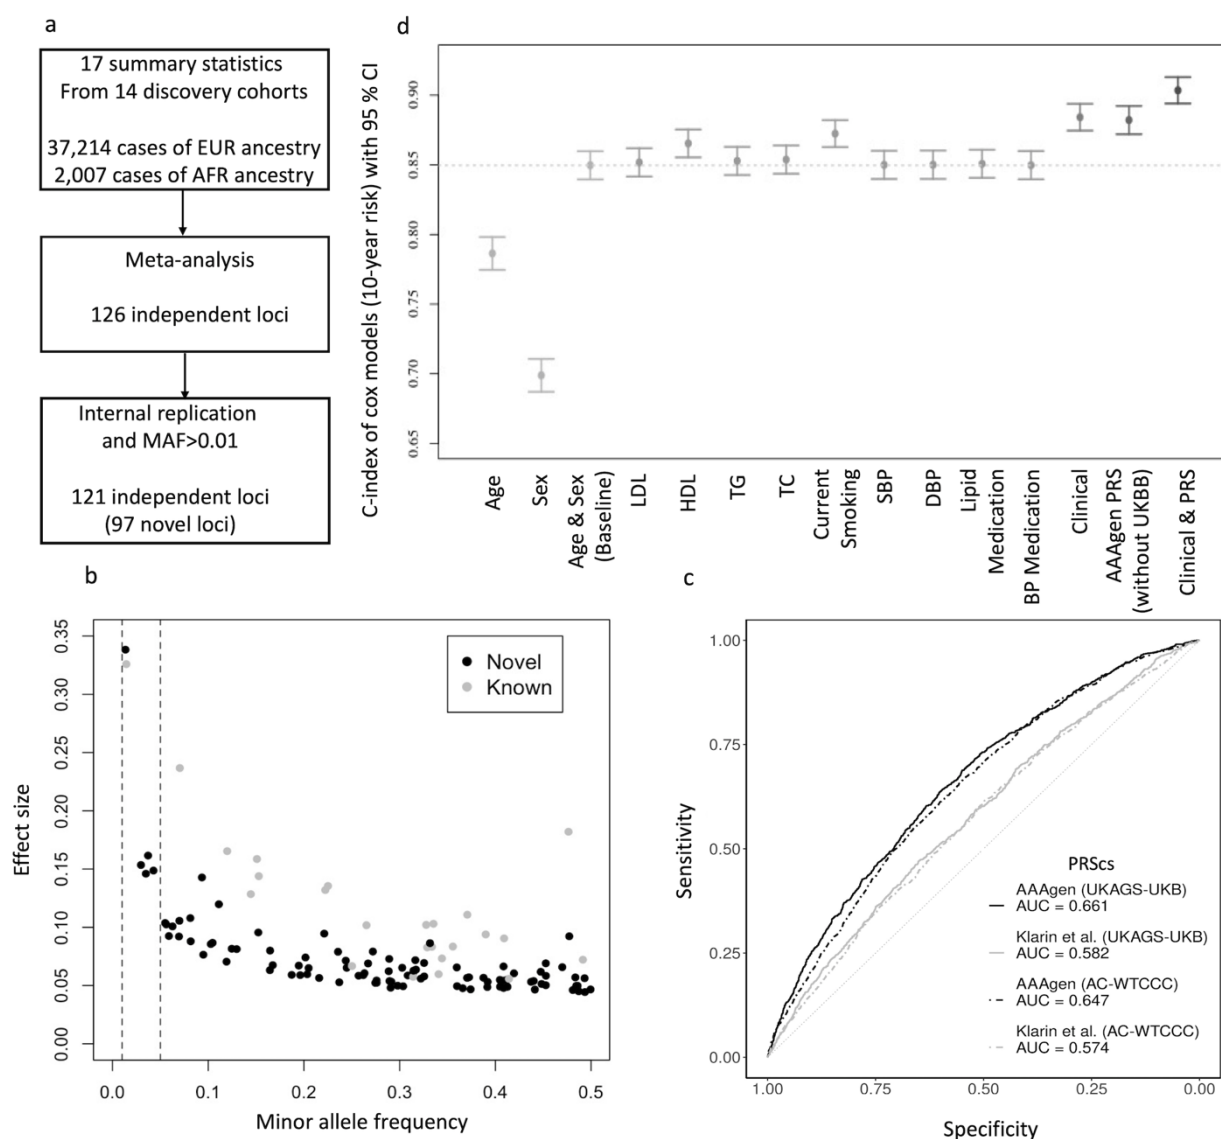 a
17 summary statistics
From 14 discovery cohorts
37,214 cases of EUR ancestry
2,007 cases of AFR ancestry
Meta-analysis
126 independent loci
Internal replication
and MAF>0.01
121 independent loci
(97 novel loci)
d
C-index of cox models (10-year risk) with 95 % CI
0.90
0.85
0.80
0.75
0.70
0.65
Age
Sex
Age & Sex
(Baseline)
LDL
HDL
TG
TC
Current
Smoking
SBP
DBP
Lipid
Medication
BP Medication
Clinical
AAAgen PRS
(without UKBB)
Clinical & PRS
b
Effect size
0.35
0.30
0.25
0.20
0.15
0.10
0.05
0.00
Novel
Known
0.0
0.1
0.2
0.3
0.4
0.5
Minor allele frequency
c
Sensitivity
1.00
0.75
0.50
0.25
0.00
PRScs
AAAgen (UKAGS-UKB)
AUC = 0.661
Klarin et al. (UKAGS-UKB)
AUC = 0.582
AAAgen (AC-WTCCC)
AUC = 0.647
Klarin et al. (AC-WTCCC)
AUC = 0.574
1.00
0.75
0.50
0.25
0.00
Specificity